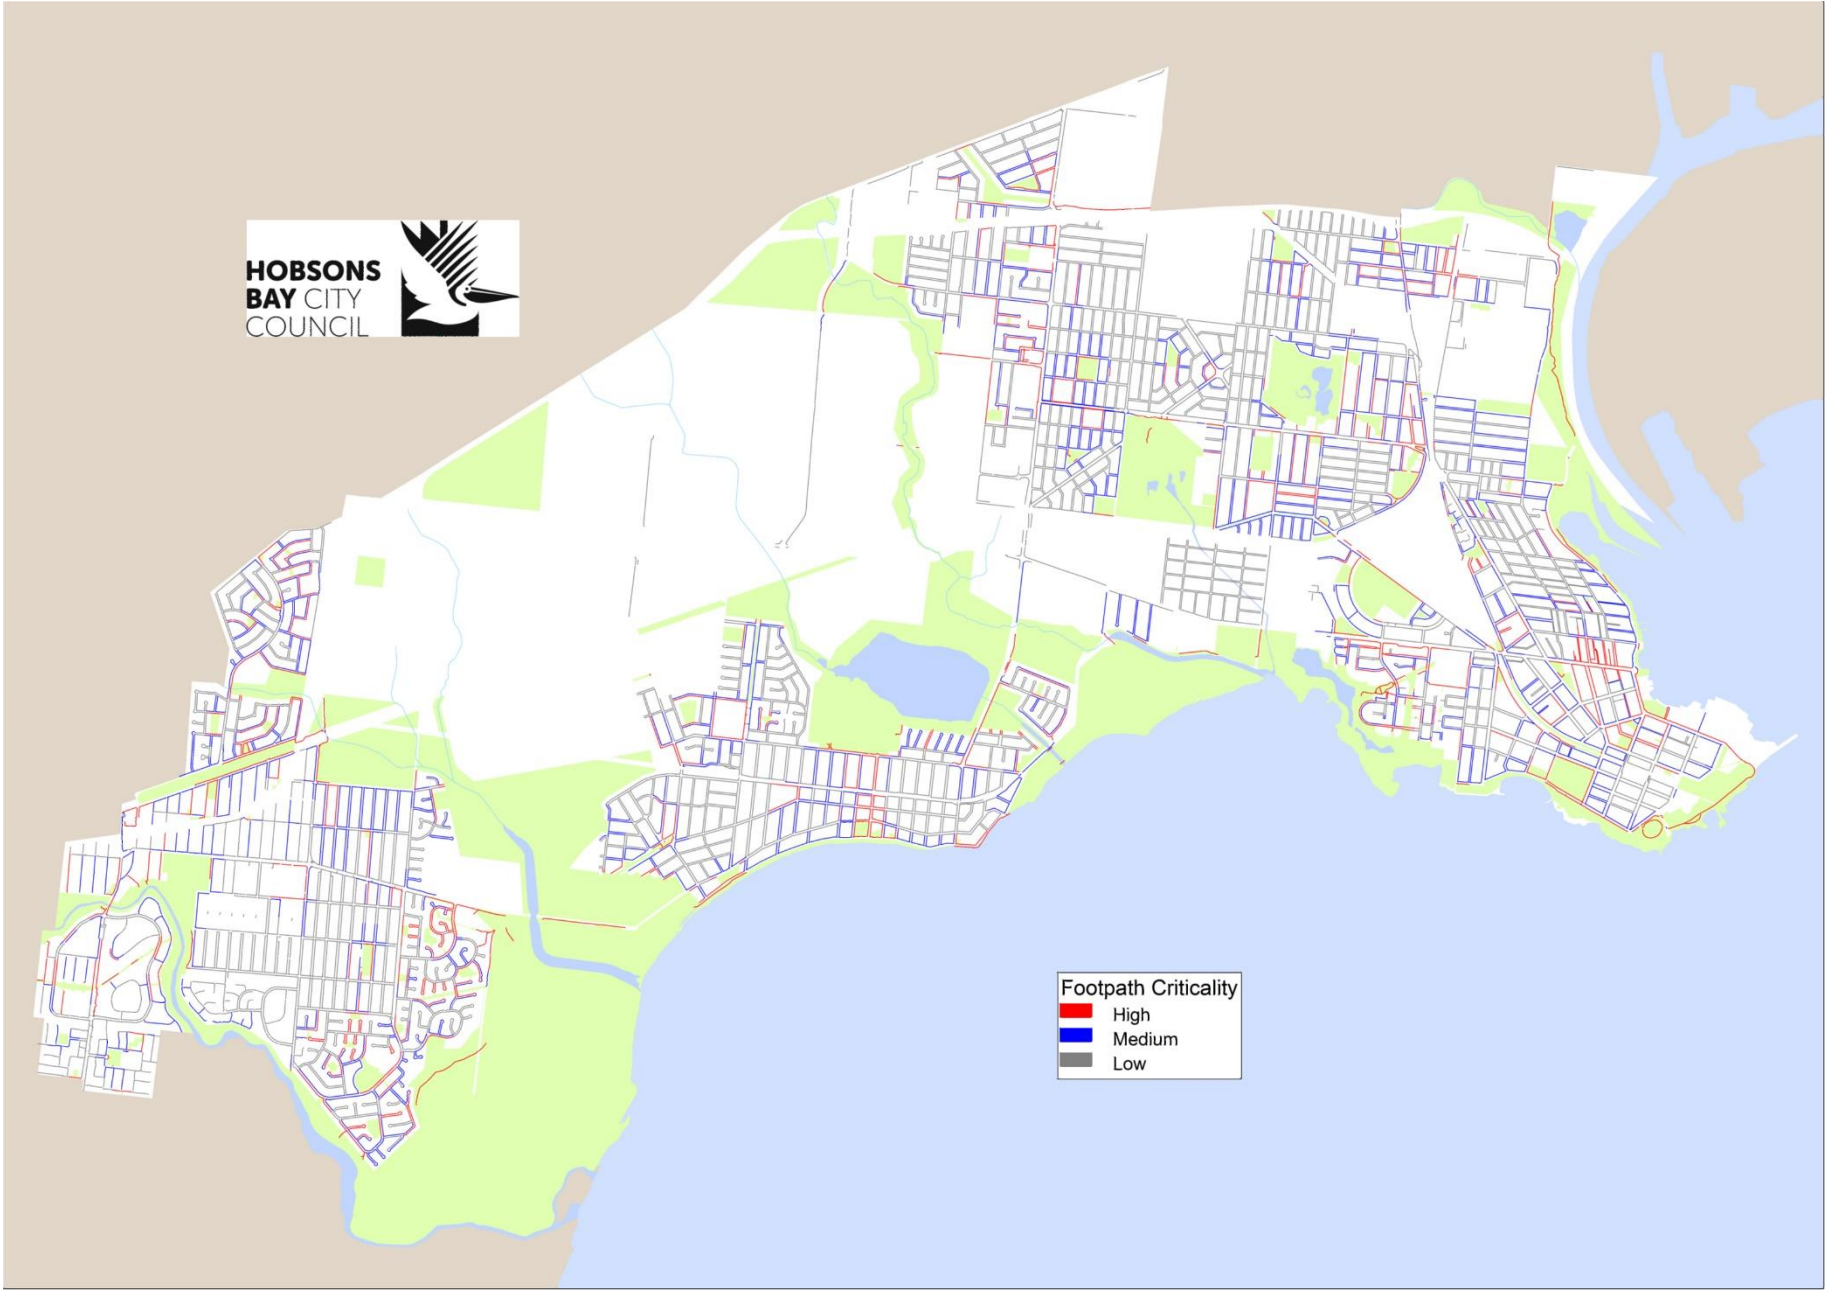 HOBSONS
BAY CITY
COUNCIL
Footpath Criticality
High
Medium
Low